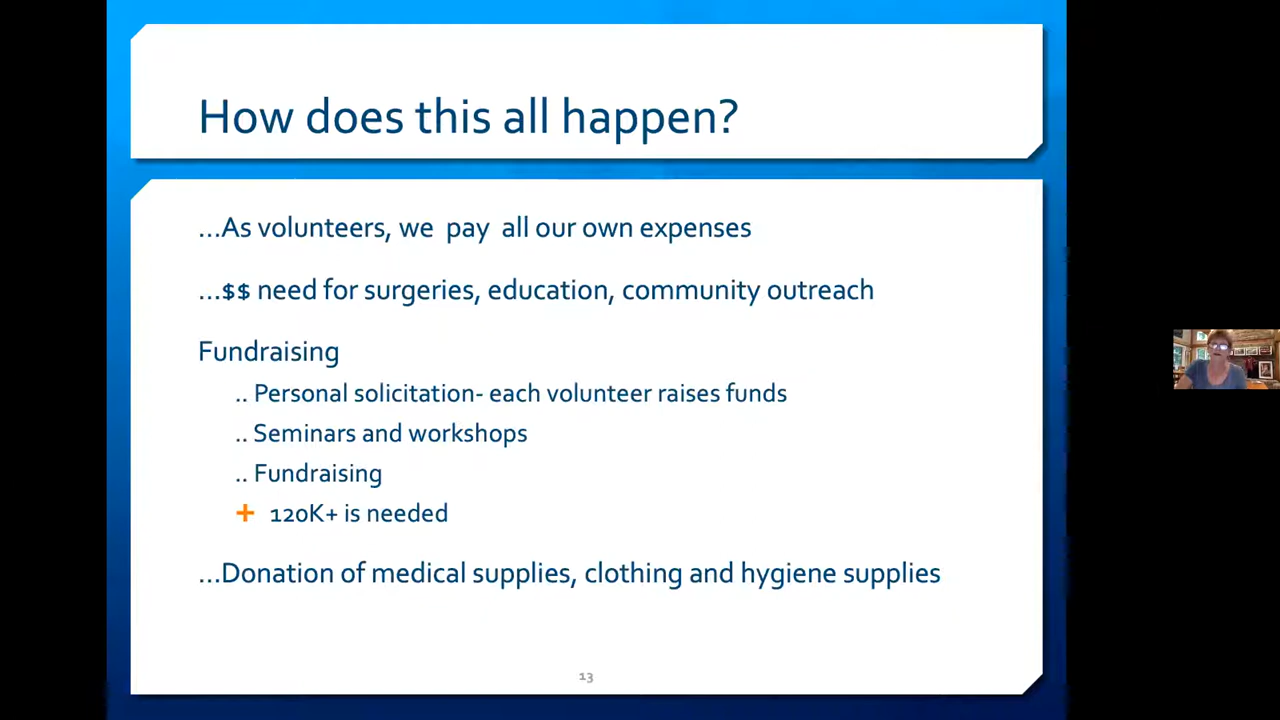 How does this all happen?
...As volunteers, we pay all our own expenses
...$$ need for surgeries, education, community outreach
Fundraising
.. Personal solicitation- each volunteer raises funds
.. Seminars and workshops
.. Fundraising
+ 120K+ is needed
...Donation of medical supplies, clothing and hygiene supplies
13